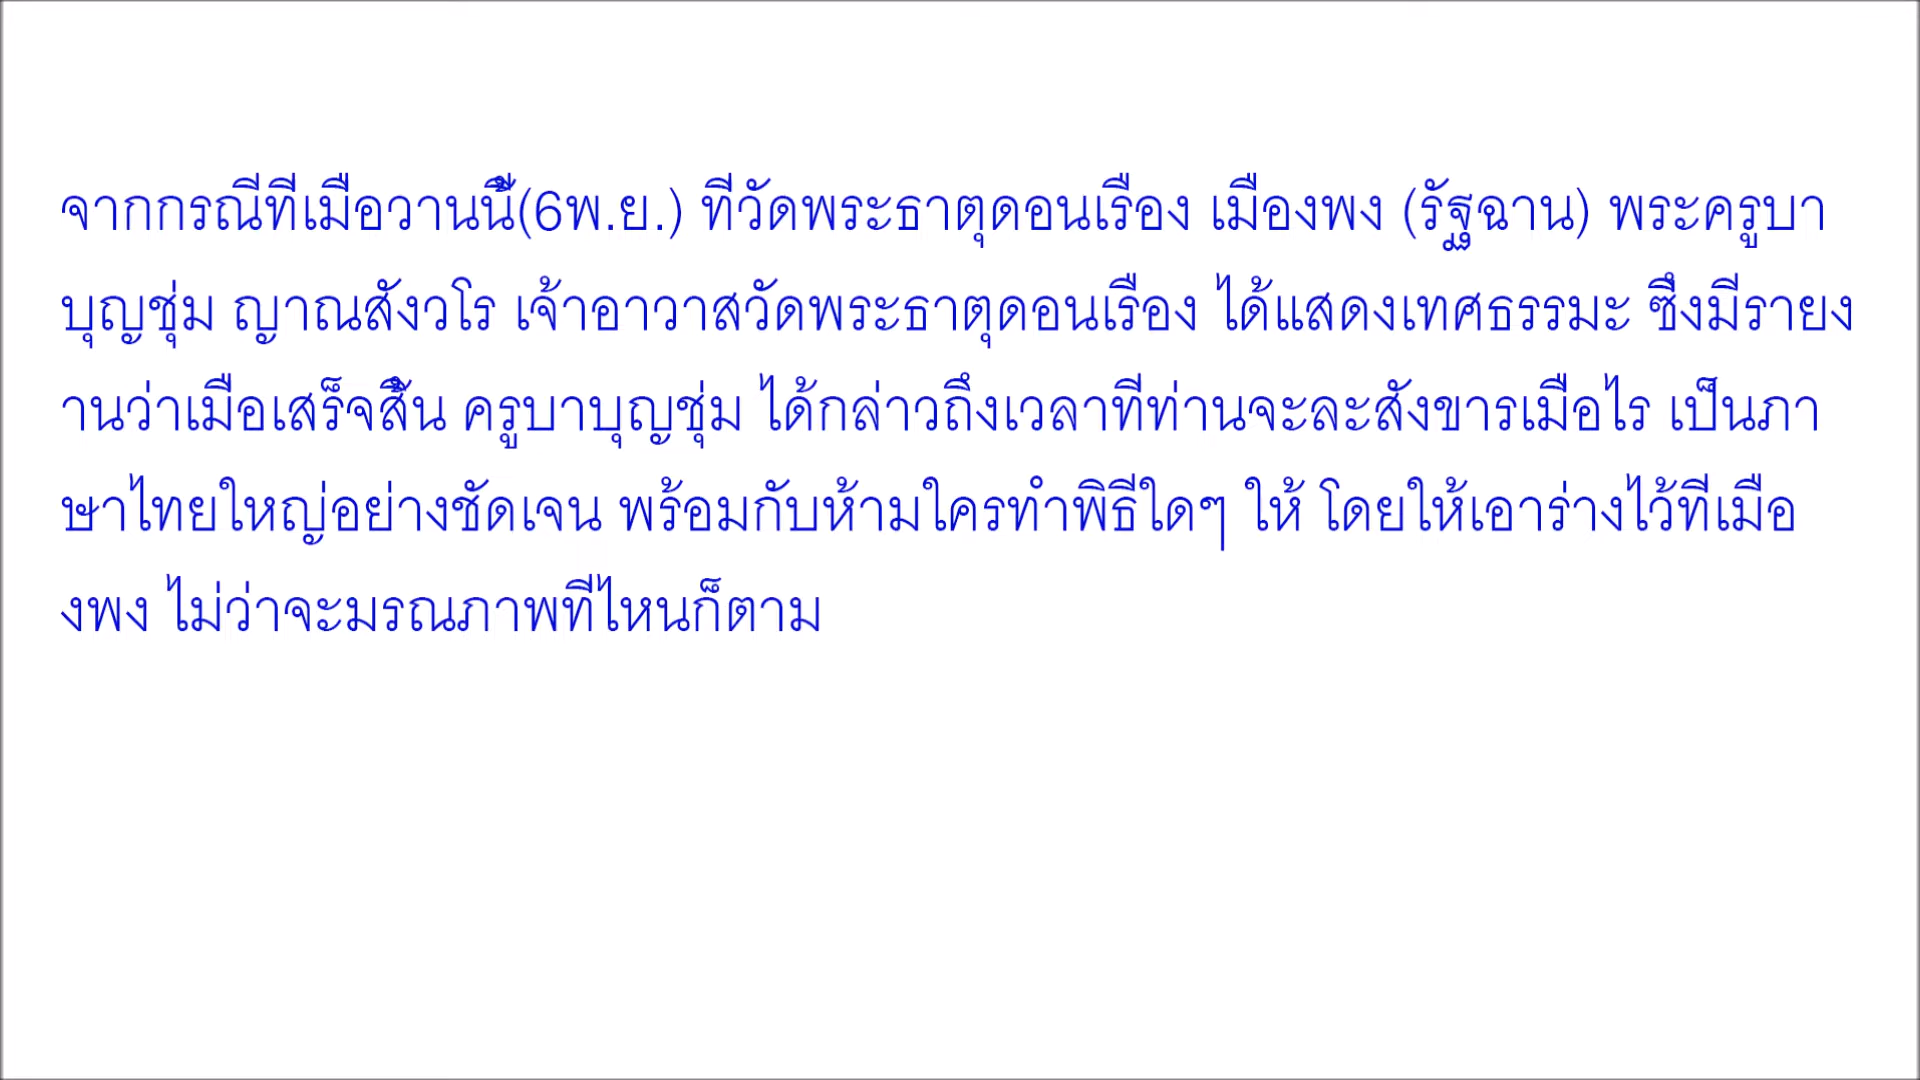 จากกรณีที่เมื่อวานนี้(6พ.ย.) ที่วัดพระธาตุดอนเรือง เมืองพง (รัฐฉาน) พระครูบา
บุญชุ่ม ญาณสังวโร เจ้าอาวาสวัดพระธาตุดอนเรือง ได้แสดงเทศธรรมะ ซึ่งมีรายง
านว่าเมื่อเสร็จสิ้น ครูบาบุญชุ่ม ได้กล่าวถึงเวลาที่ท่านจะละสังขารเมื่อไร เป็นภา
ษาไทยใหญ่อย่างชัดเจน พร้อมกับห้ามใครทำพิธีใดๆ ให้ โดยให้เอาร่างไว้ที่เมือ
งพง ไม่ว่าจะมรณภาพที่ไหนก็ตาม